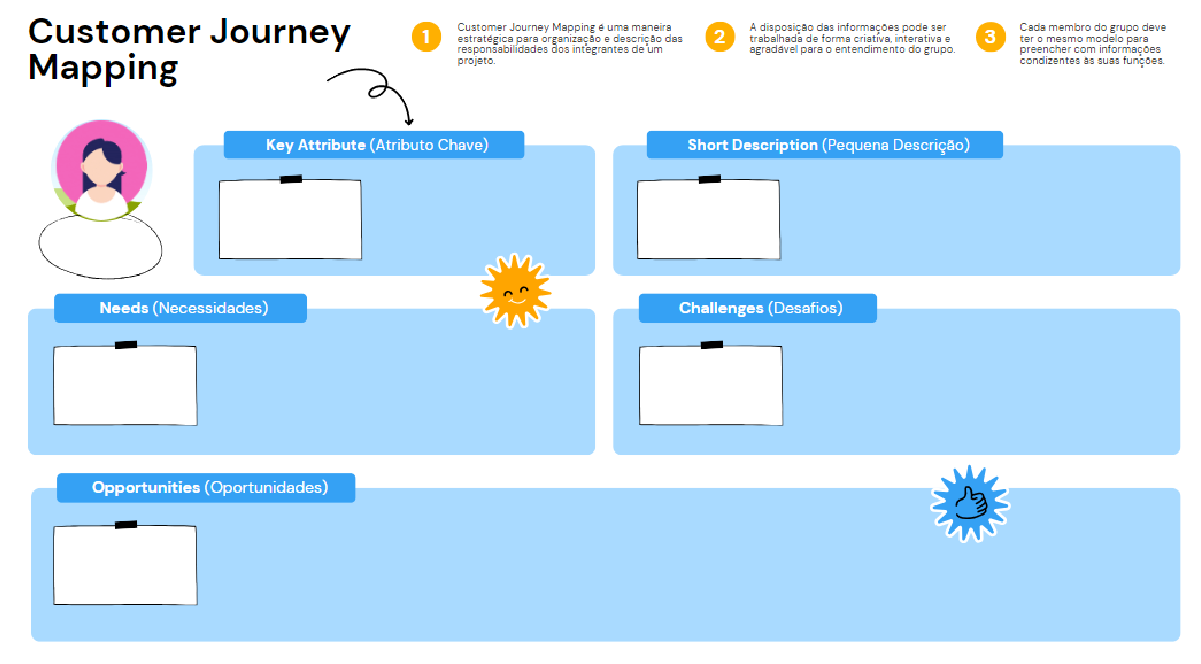 Customer Journey
Mapping
1
Customer Journey Mapping é uma maneira
estratégica para organização e descrição das
responsabilidades dos integrantes de um
projeto.
2
A disposição das informações pode ser
trabalhada de forma criativa, interativa e
agradável para o entendimento do grupo.
3
Cada membro do grupo deve
ter o mesmo modelo para
preencher com informações
condizentes às suas funções.
Key Attribute (Atributo Chave)
Short Description (Pequena Descrição)
Needs (Necessidades)
Challenges (Desafios)
Opportunities (Oportunidades)